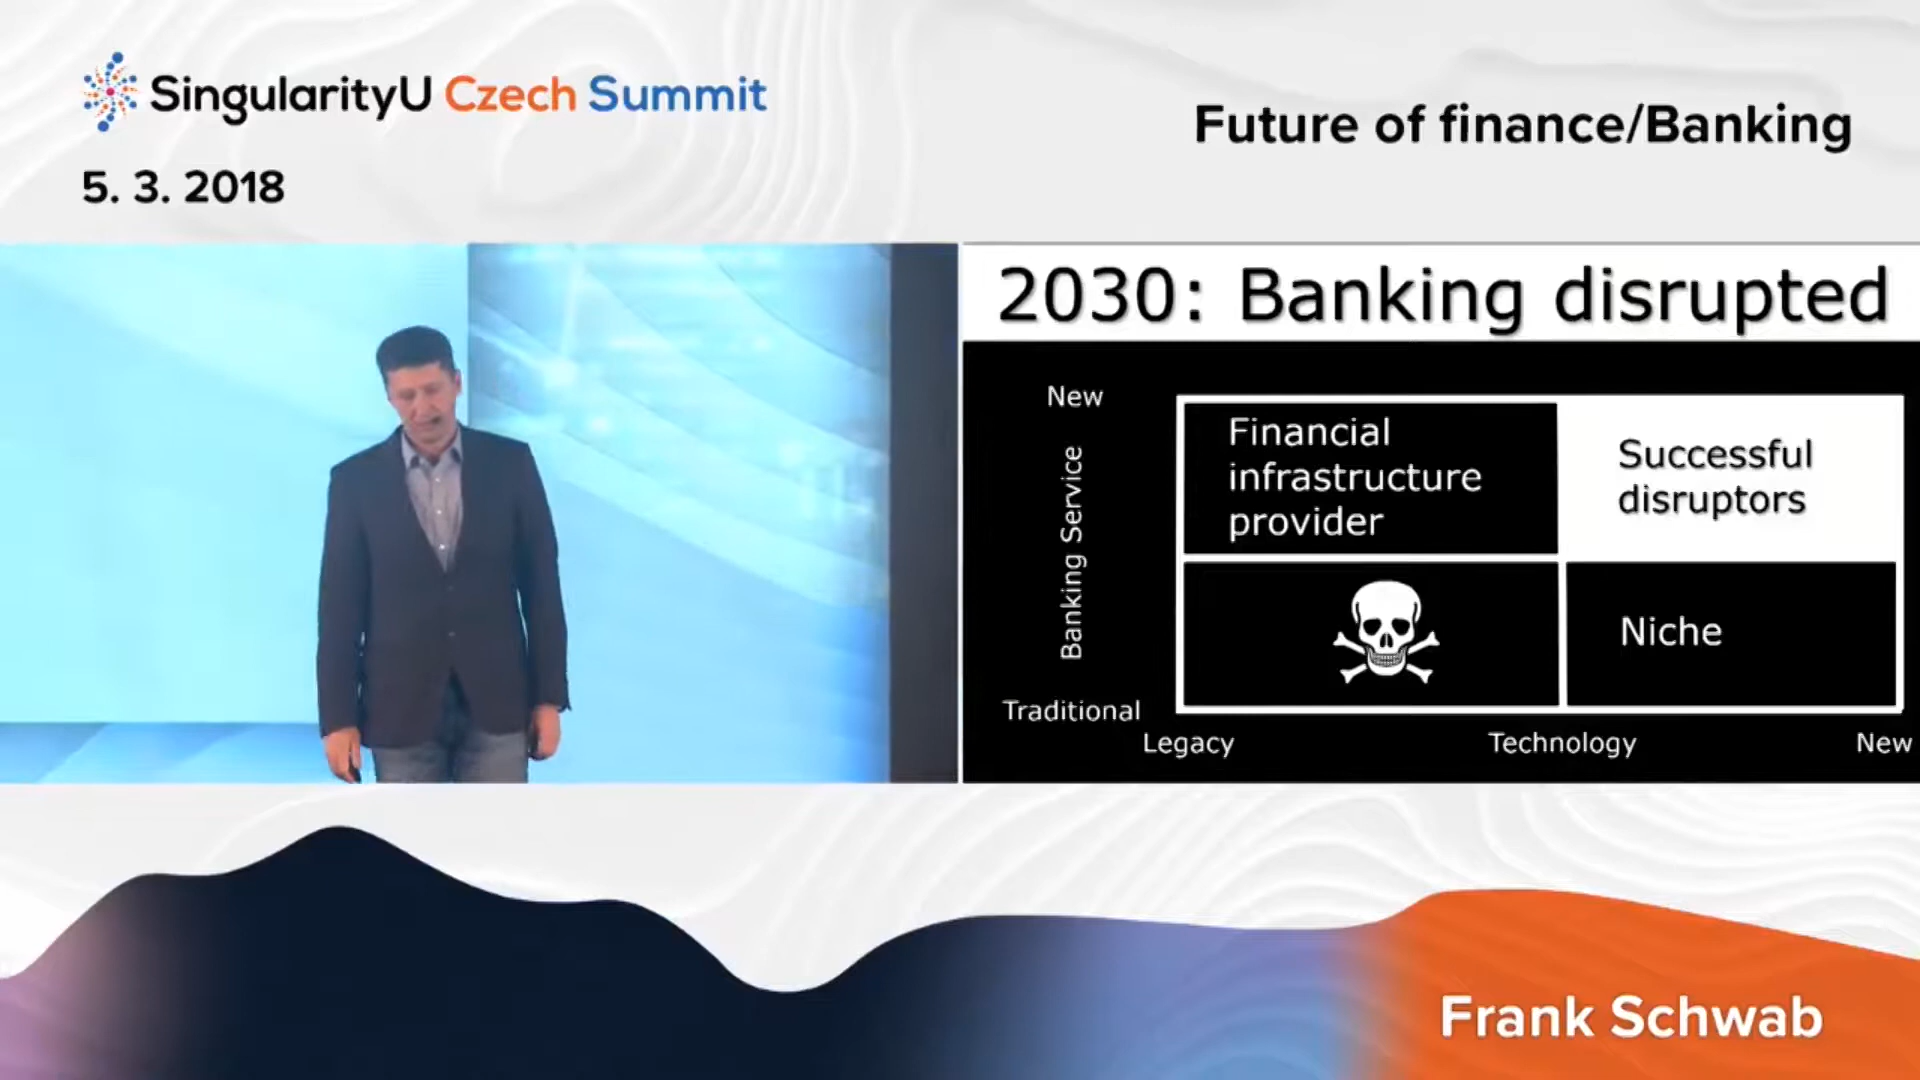 SingularityU Czech Summit
5. 3. 2018
Future of finance/Banking
2030: Banking disrupted
New
Banking Service
Traditional
Financial
infrastructure
provider
Successful
disruptors
Niche
Legacy
Technology
New
Frank Schwab